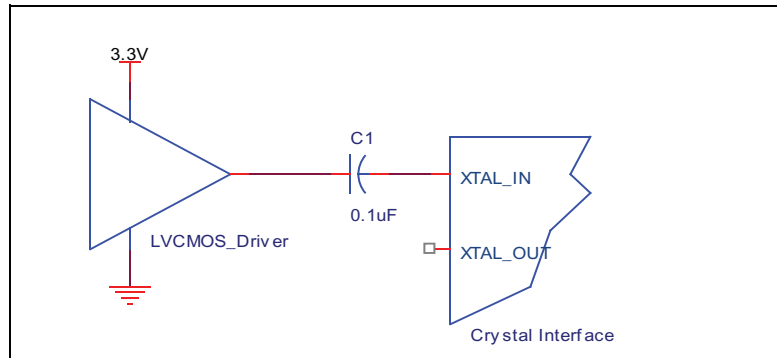 3.3V
C1
XTAL_IN
0.1uF
LVCMOS_Driver
XTAL_OUT
Crystal Interface